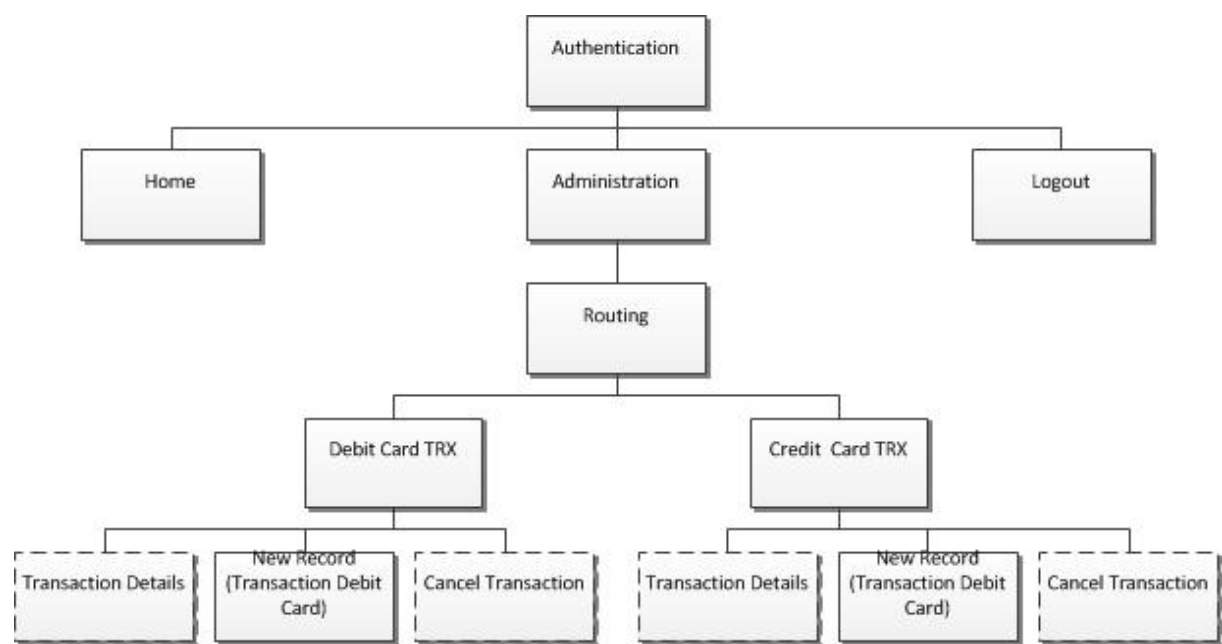 Authentication
Home
Administration
Logout
Routing
Debit Card TRX
Credit Card TRX
Transaction Details
New Record
(Transaction Debit
Card)
Cancel Transaction
Transaction Details
New Record
(Transaction Debit
Card)
Cancel Transaction